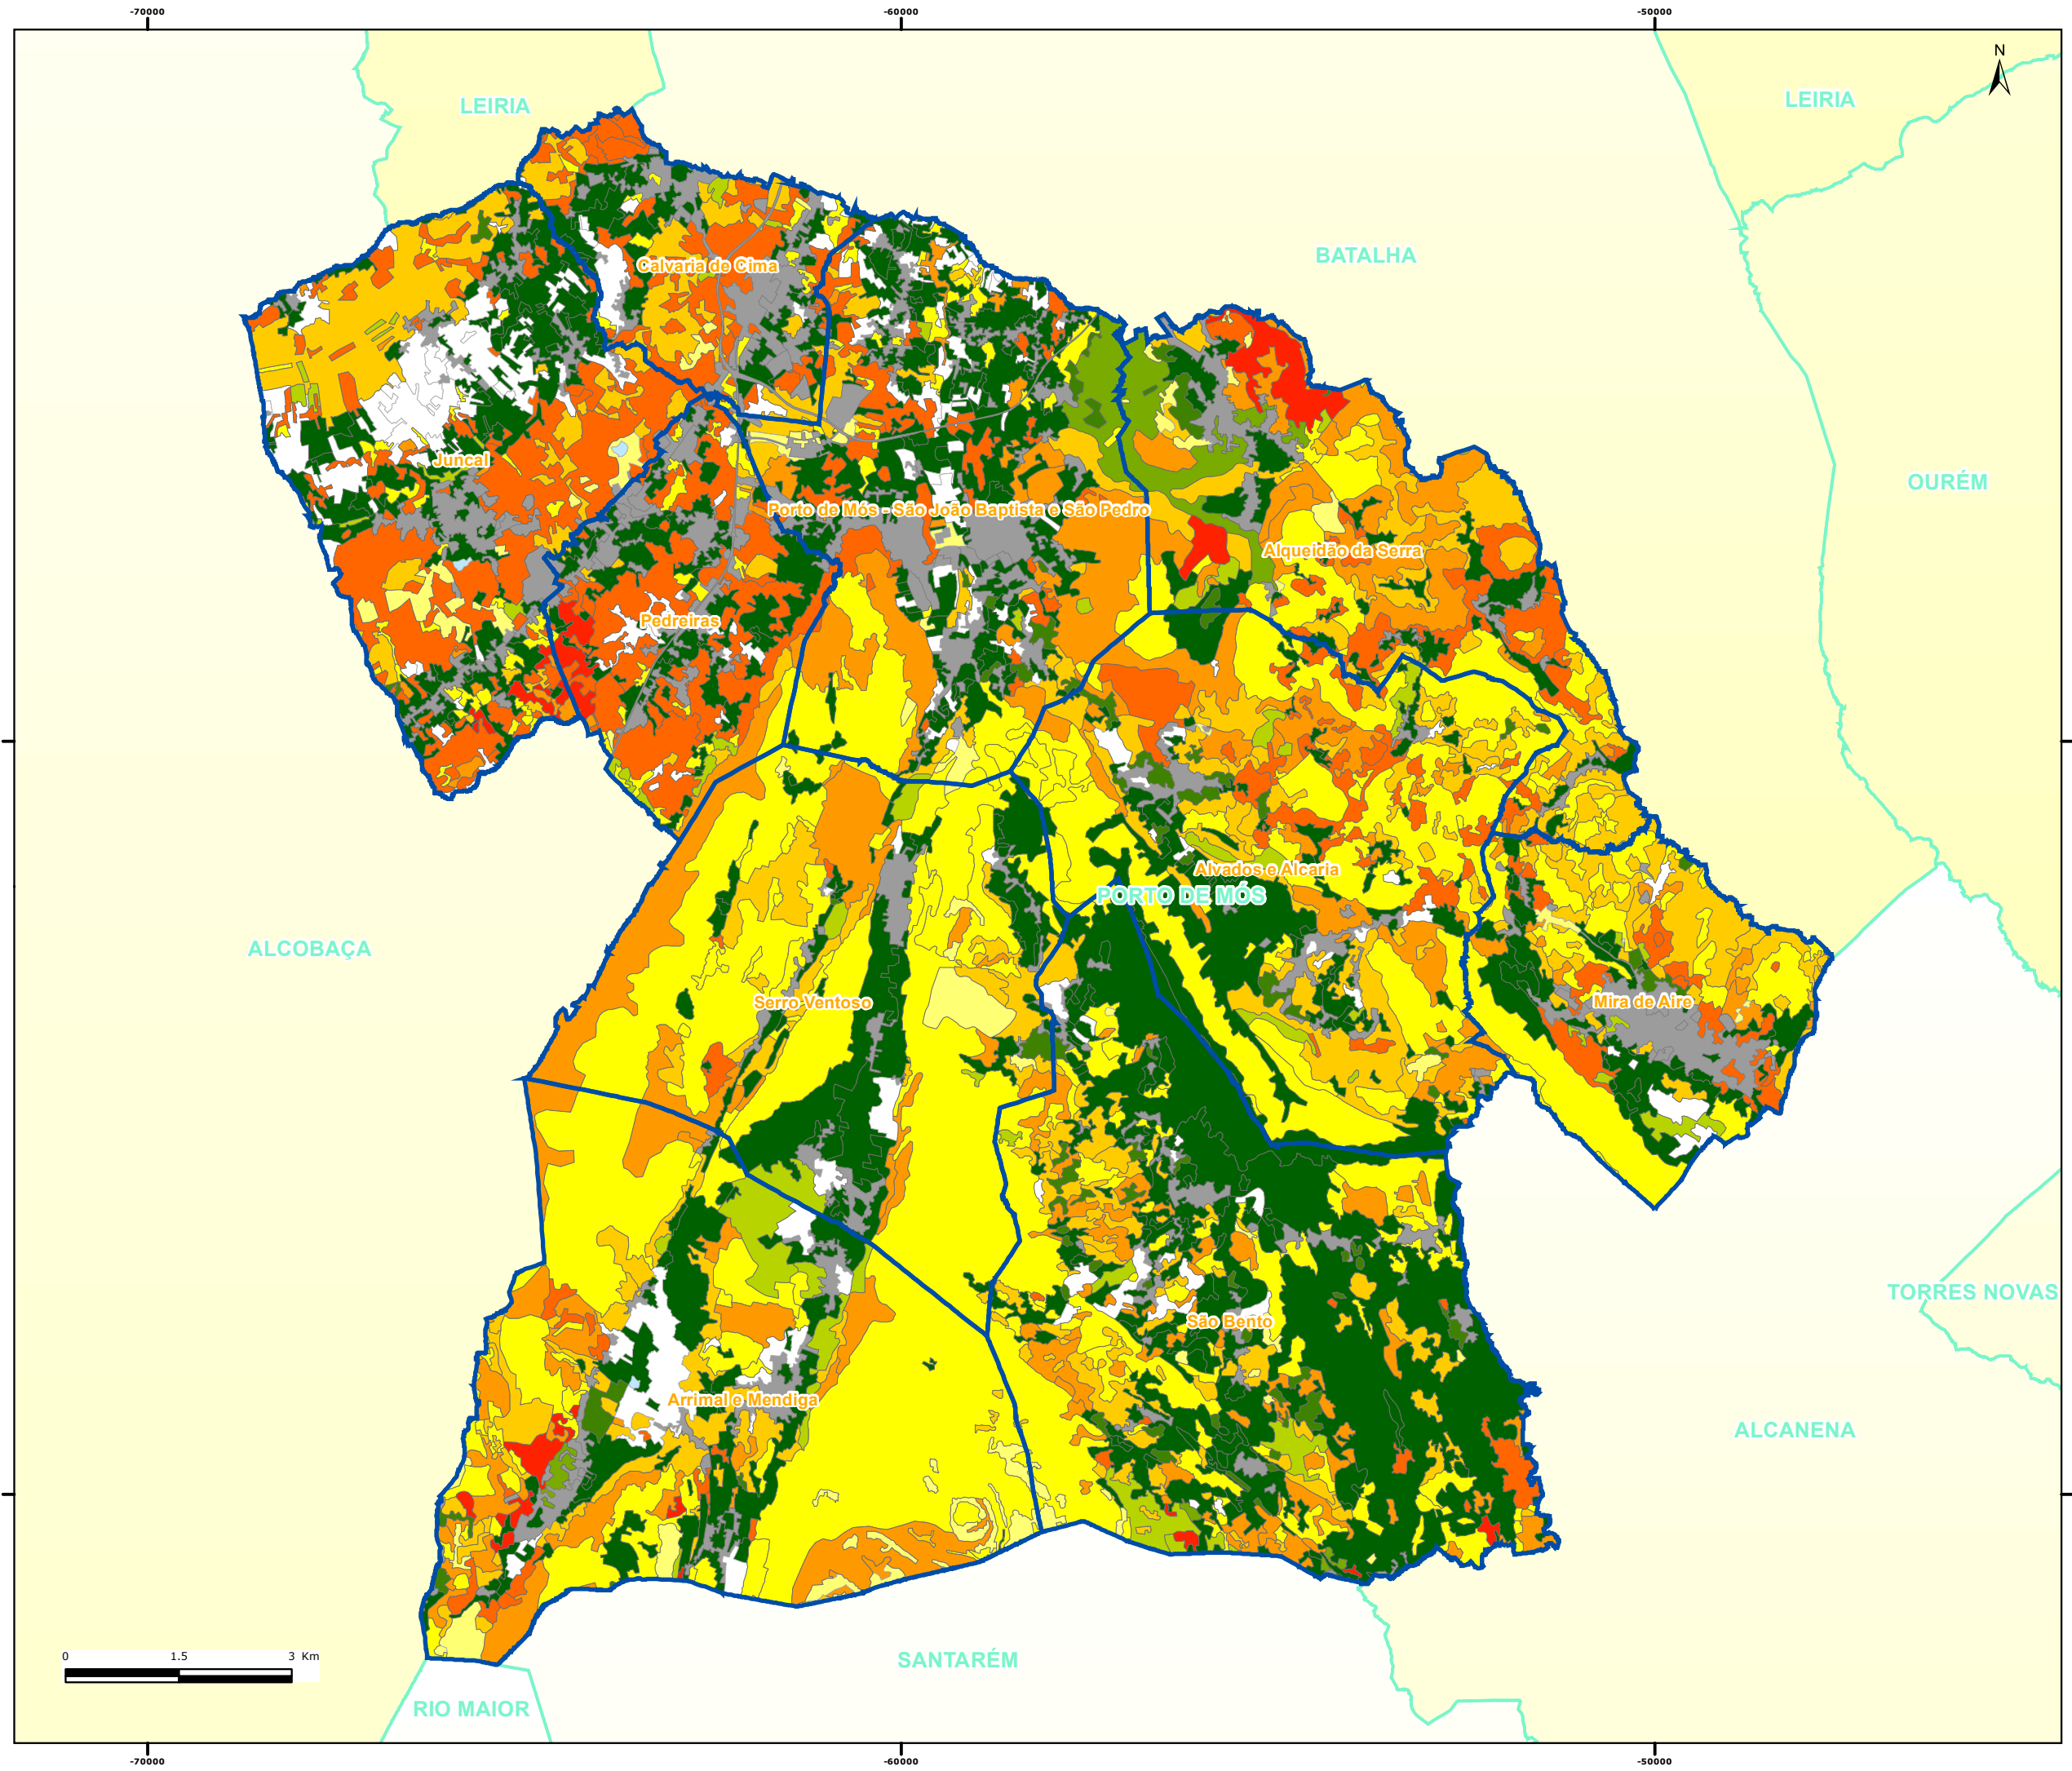 -70000
-60000
-50000
N
LEIRIA
LEIRIA
BATALHA
Calvaria de Cima
Juncal
OURÉM
Porto de Mós - São João Baptista e São Pedro
Alqueidão da Serra
Pedreiras
Alvados e Alcaria
PORTO DE MÓS
ALCOBAÇA
Serro Ventoso
Mira de Aire
TORRES NOVAS
São Bento
Arrimal e Mendiga
ALCANENA
0 1.5 3 Km
SANTARÉM
RIO MAIOR
-70000
-60000
-50000